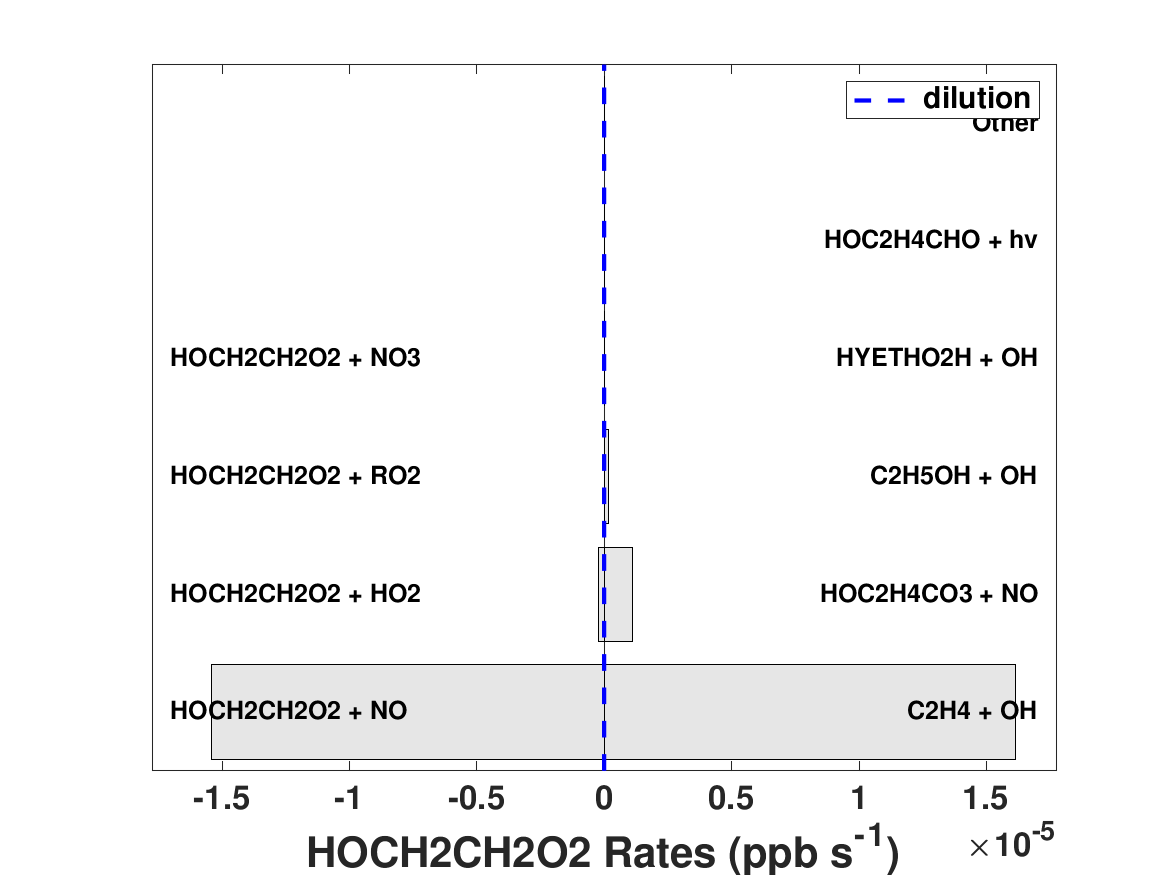 dilution
Other
HOC2H4CHO + hv
HOCH2CH2O2 + NO3 HYETHO2H + OH
HOCH2CH2O2 + RO2 C2H5OH + OH
HOCH2CH2O2 + HO2 HOC2H4CO3 + NO
HOCH2CH2O2 + NO C2H4 + OH
-1.5 -1 -0.5 0 0.5 1 1.5
×10-5
HOCH2CH2O2 Rates (ppb s-1)